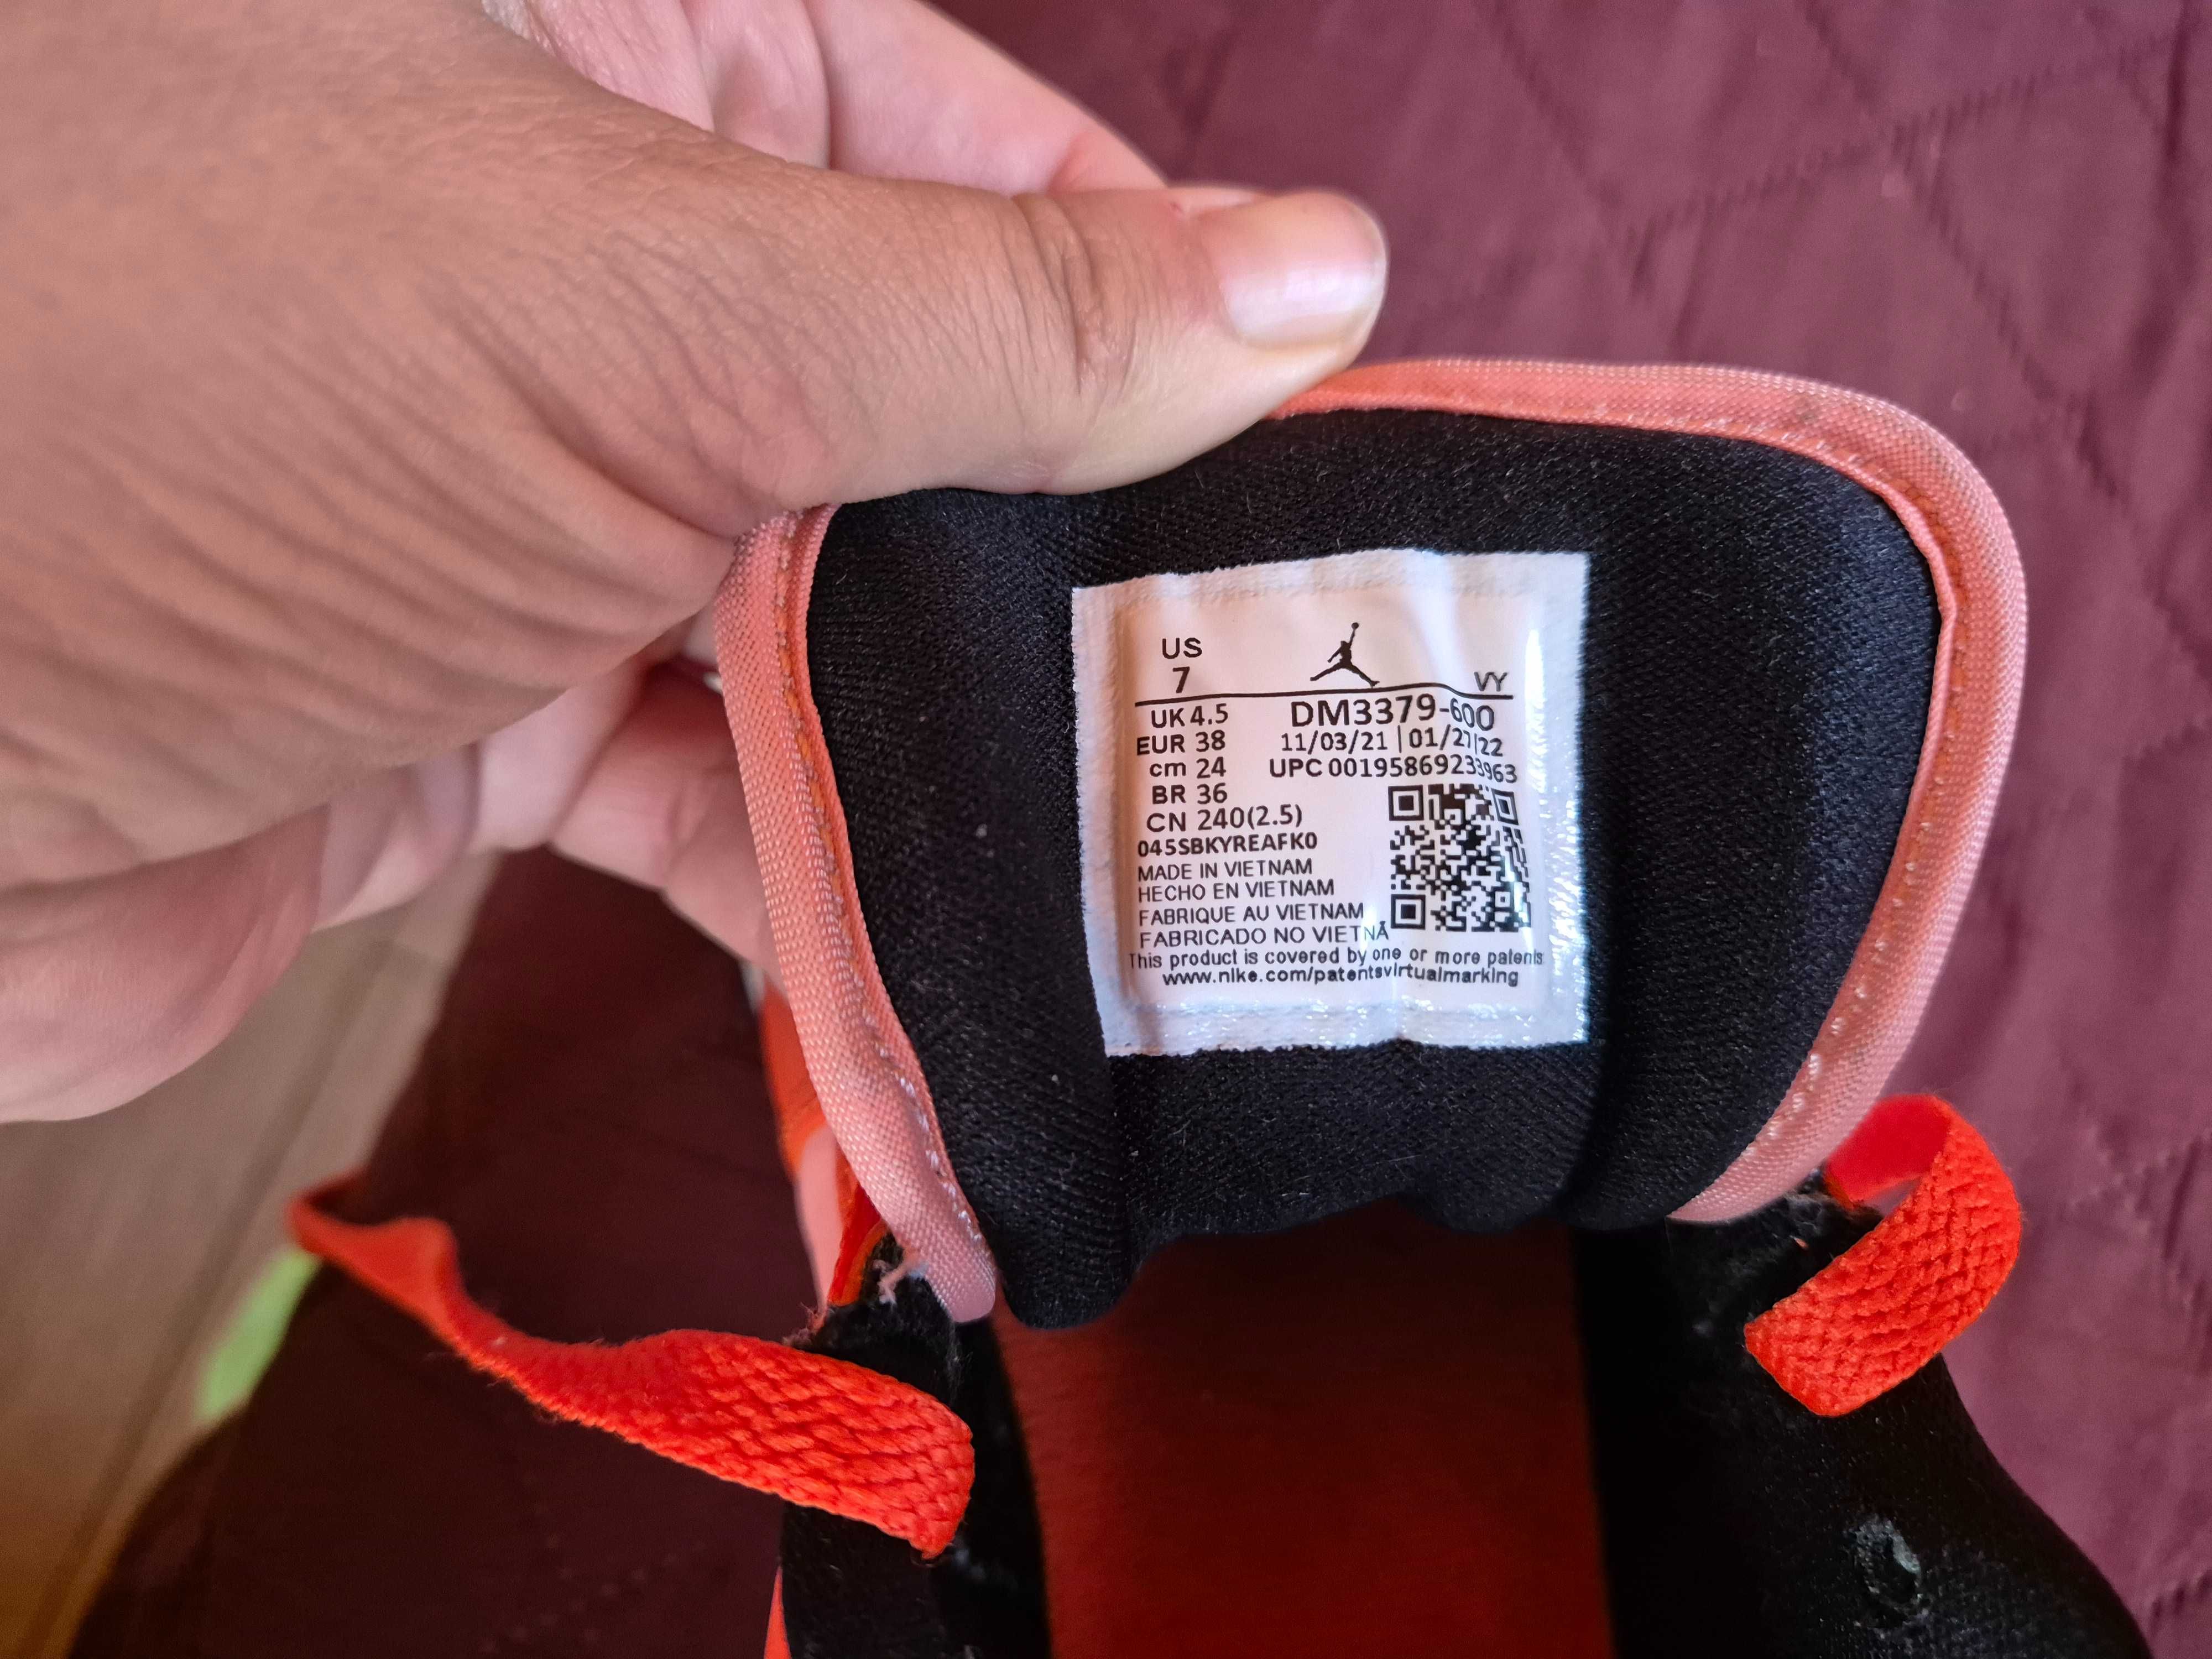 US
7
VY
UK 4.5
DM3379-600
EUR 38
11/03/21 | 01/27/22
cm 24
UPC 00195869233963
BR 36
CN 240(2.5)
045SBKYREAFK0
MADE IN VIETNAM
HECHO EN VIETNAM
FABRIQUE AU VIETNAM
FABRICADO NO VIETNÃ
This product is covered by one or more patents
www.nike.com/patentsvirtualmarking